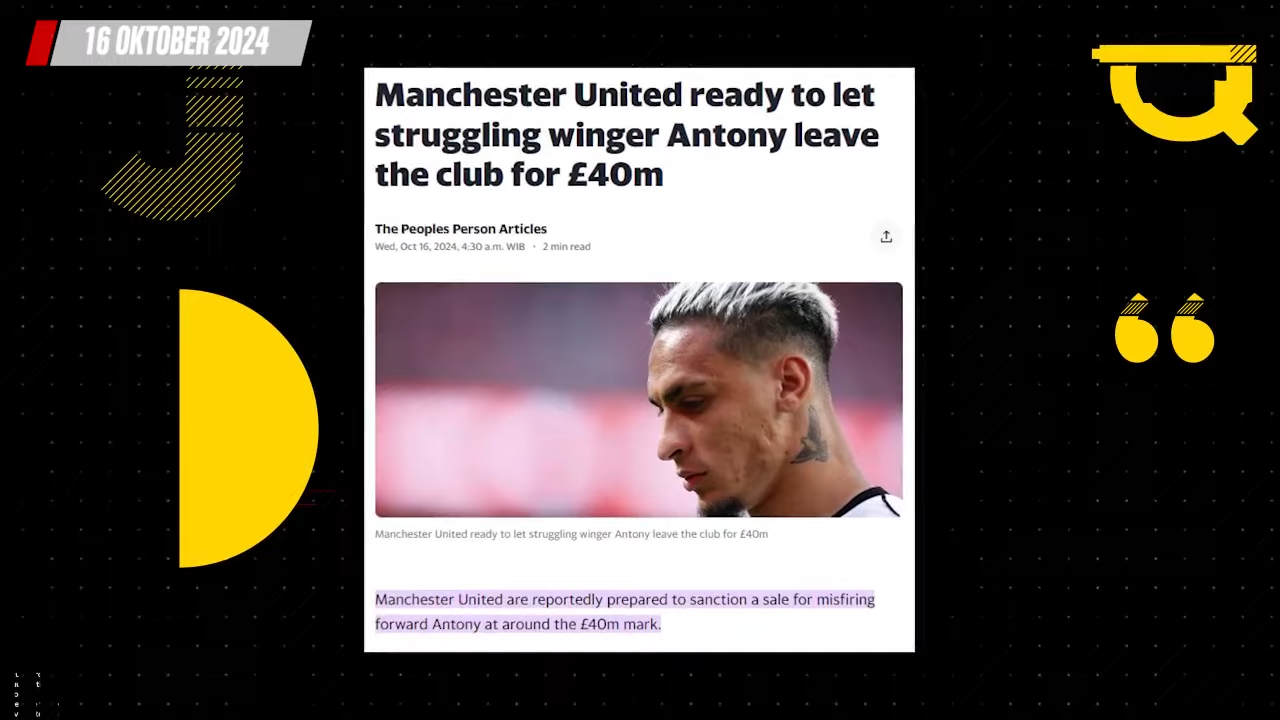 16 OKTOBER 2024
Manchester United ready to let
struggling winger Antony leave
the club for £40m
The Peoples Person Articles
Wed, Oct 16, 2024, 4:30 a.m. WIB · 2 min read
Manchester United ready to let struggling winger Antony leave the club for £40m
Manchester United are reportedly prepared to sanction a sale for misfiring
forward Antony at around the £40m mark.